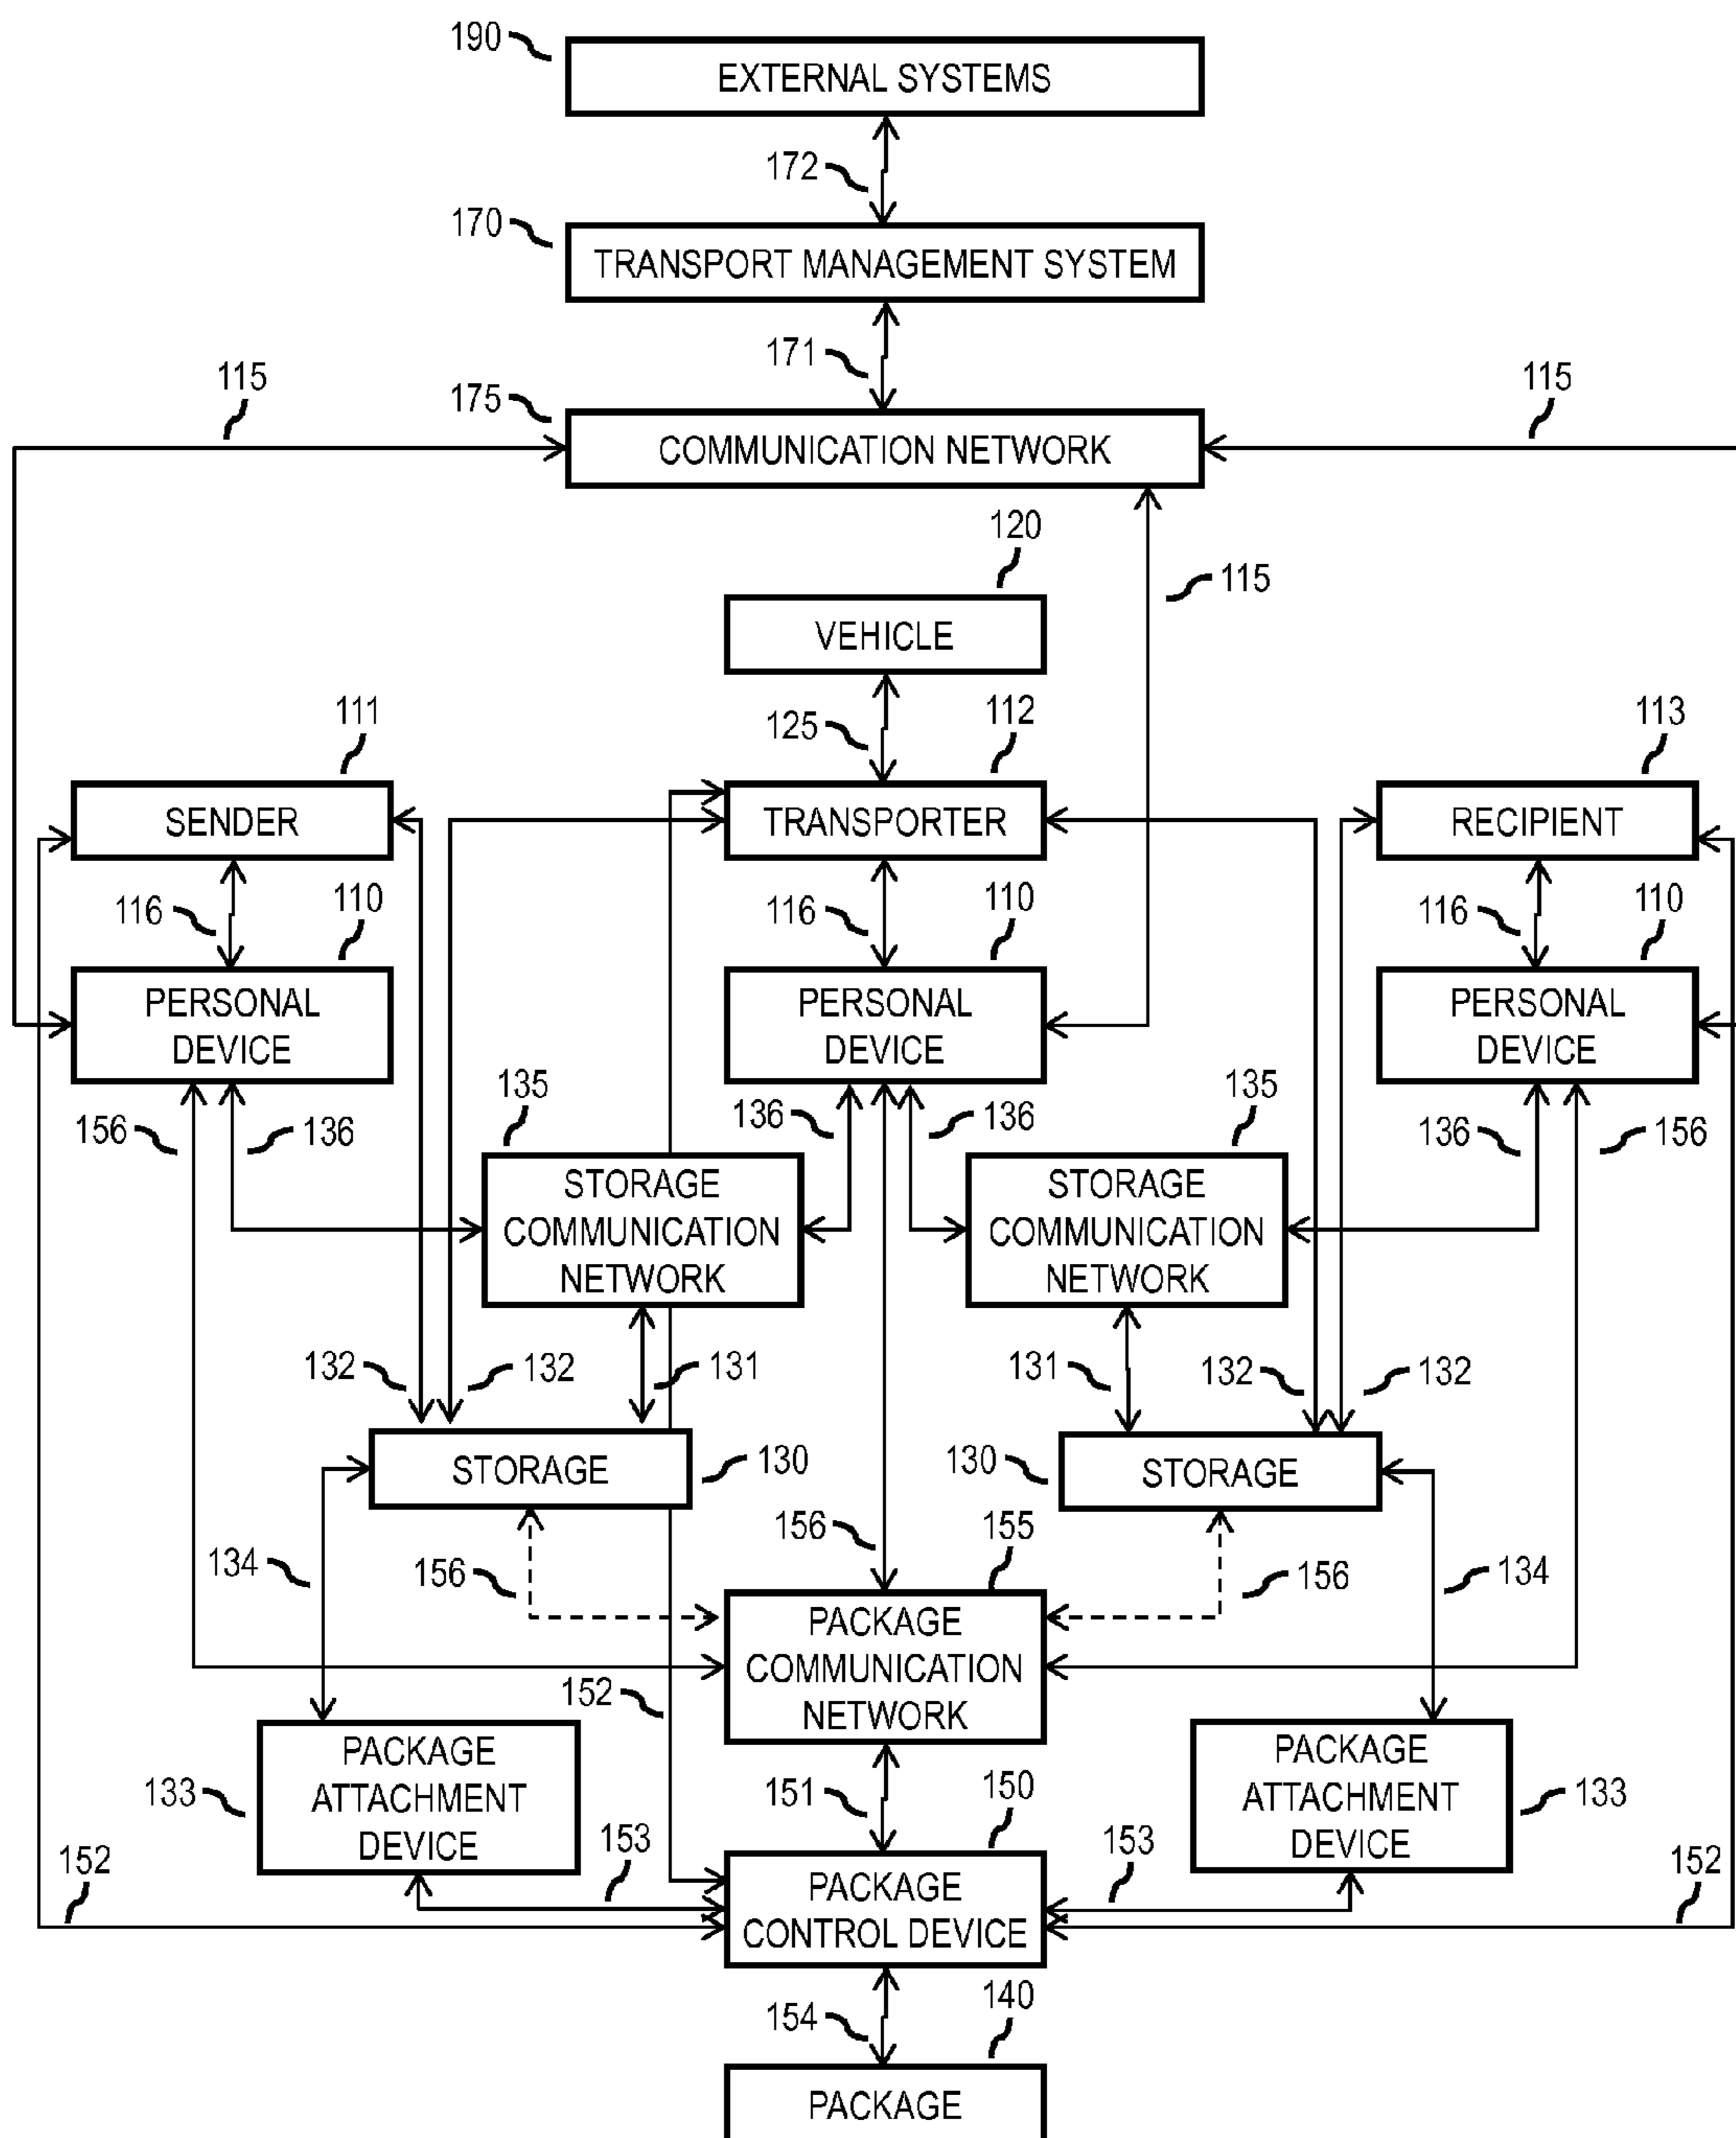 190
EXTERNAL SYSTEMS
172
170
TRANSPORT MANAGEMENT SYSTEM
171
115
175
115
COMMUNICATION NETWORK
120
115
VEHICLE
111
125
112
113
SENDER
TRANSPORTER
RECIPIENT
116
110
116
110
116
110
PERSONAL
DEVICE
PERSONAL
DEVICE
PERSONAL
DEVICE
156
136
135
136
136
135
136
156
STORAGE
COMMUNICATION
NETWORK
STORAGE
COMMUNICATION
NETWORK
132
132
131
131
132
132
STORAGE
130
130
STORAGE
134
156
156
155
156
134
PACKAGE
COMMUNICATION
NETWORK
152
PACKAGE
ATTACHMENT
DEVICE
133
151
150
PACKAGE
ATTACHMENT
DEVICE
133
152
153
153
152
PACKAGE
CONTROL DEVICE
154
140
PACKAGE